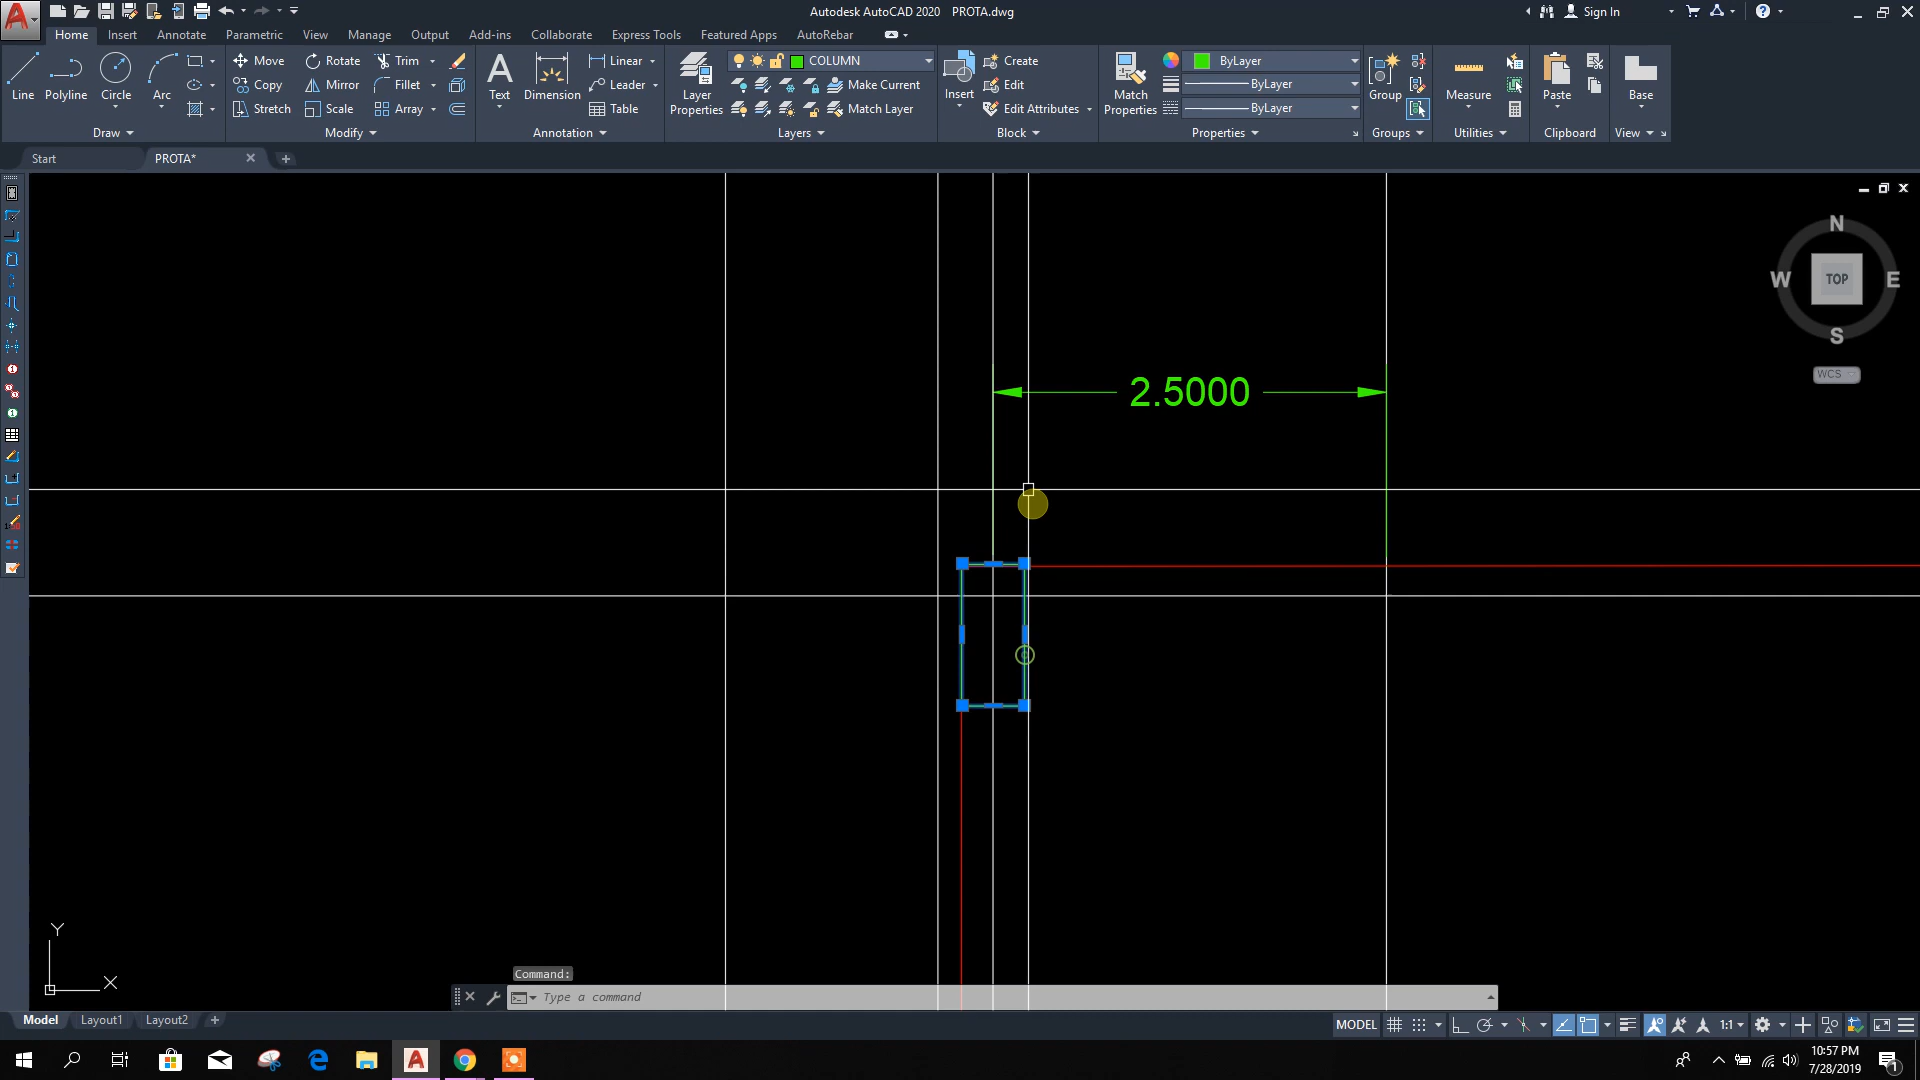 Autodesk AutoCAD 2020 PROTA.dwg
Sign In
Home Insert Annotate Parametric View Manage Output Add-ins Collaborate Express Tools Featured Apps AutoRebar
Line Polyline Circle Arc
Move Rotate Trim
Copy Mirror Fillet
Stretch Scale Array
Text Dimension
Linear
Leader
Table
Layer Properties
COLUMN
Make Current
Match Layer
Insert
Create
Edit
Edit Attributes
Match Properties
ByLayer
ByLayer
ByLayer
Group
Measure
Paste
Base
Draw Modify Annotation Layers Block Properties Groups Utilities Clipboard View
Start PROTA*
N
W TOP E
S
WCS
2.5000
Y
X
Command:
Type a command
Model Layout1 Layout2
MODEL 1:1
10:57 PM
7/28/2019
1